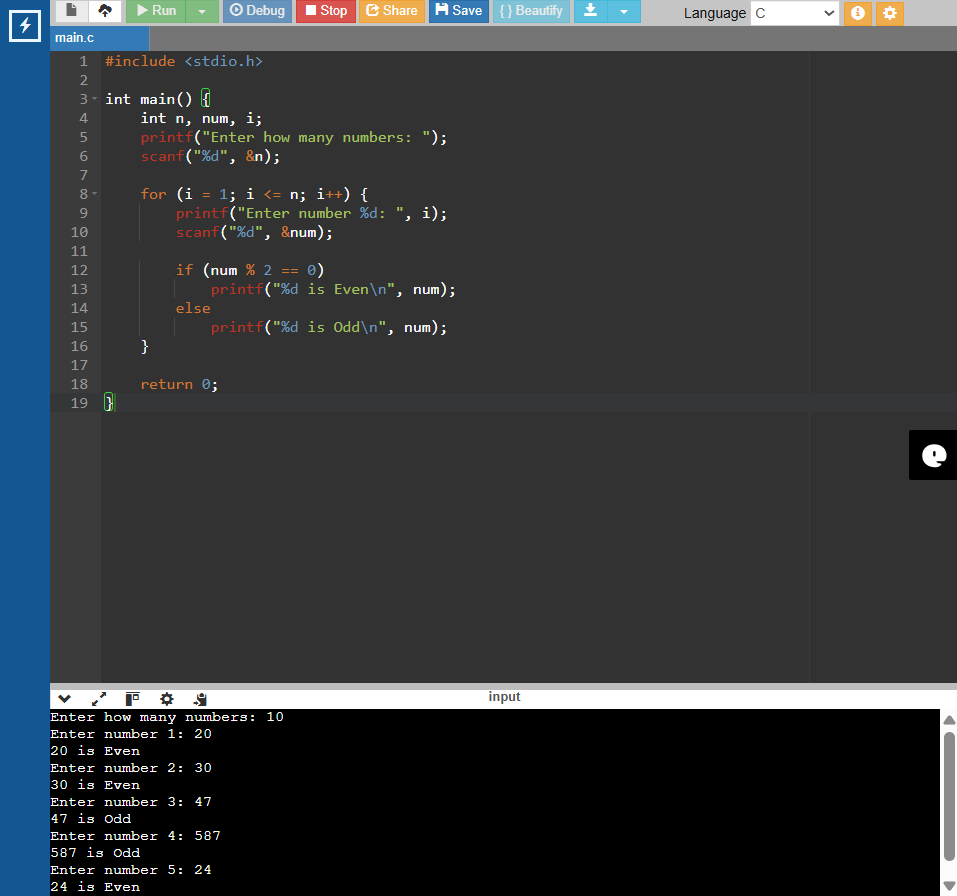 Run Debug Stop Share Save { } Beautify Language C
main.c
1 #include <stdio.h>
2
3 int main() {
4     int n, num, i;
5     printf("Enter how many numbers: ");
6     scanf("%d", &n);
7
8     for (i = 1; i <= n; i++) {
9         printf("Enter number %d: ", i);
10         scanf("%d", &num);
11
12         if (num % 2 == 0)
13             printf("%d is Even\n", num);
14         else
15             printf("%d is Odd\n", num);
16     }
17
18     return 0;
19 }
input
Enter how many numbers: 10
Enter number 1: 20
20 is Even
Enter number 2: 30
30 is Even
Enter number 3: 47
47 is Odd
Enter number 4: 587
587 is Odd
Enter number 5: 24
24 is Even